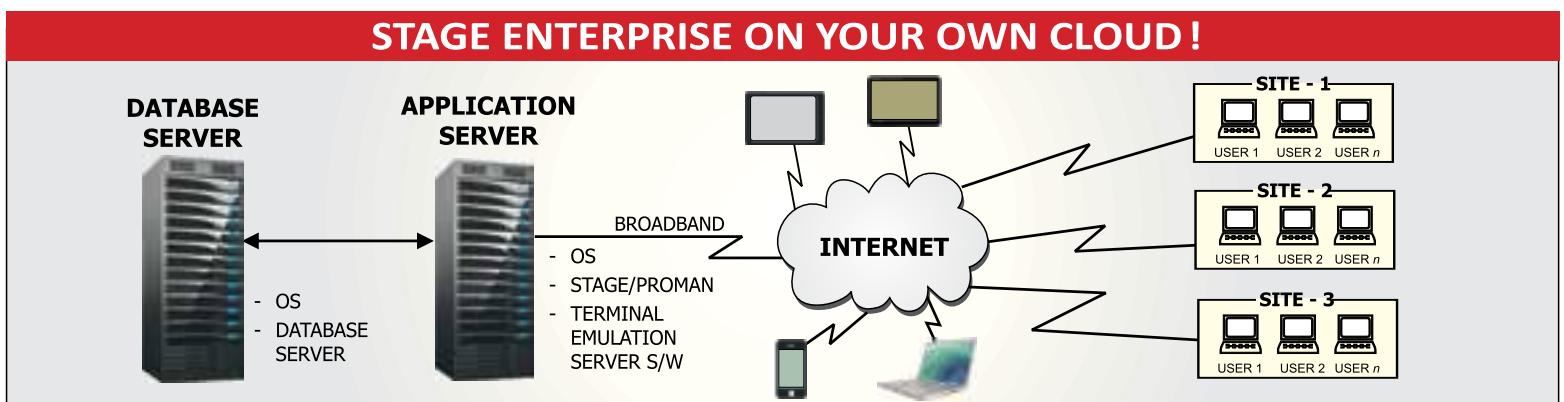 STAGE ENTERPRISE ON YOUR OWN CLOUD!
DATABASE
SERVER
- OS
- DATABASE
SERVER
APPLICATION
SERVER
BROADBAND
- OS
- STAGE/PROMAN
- TERMINAL
EMULATION
SERVER S/W
INTERNET
SITE - 1
USER 1 USER 2 USER n
SITE - 2
USER 1 USER 2 USER n
SITE - 3
USER 1 USER 2 USER n